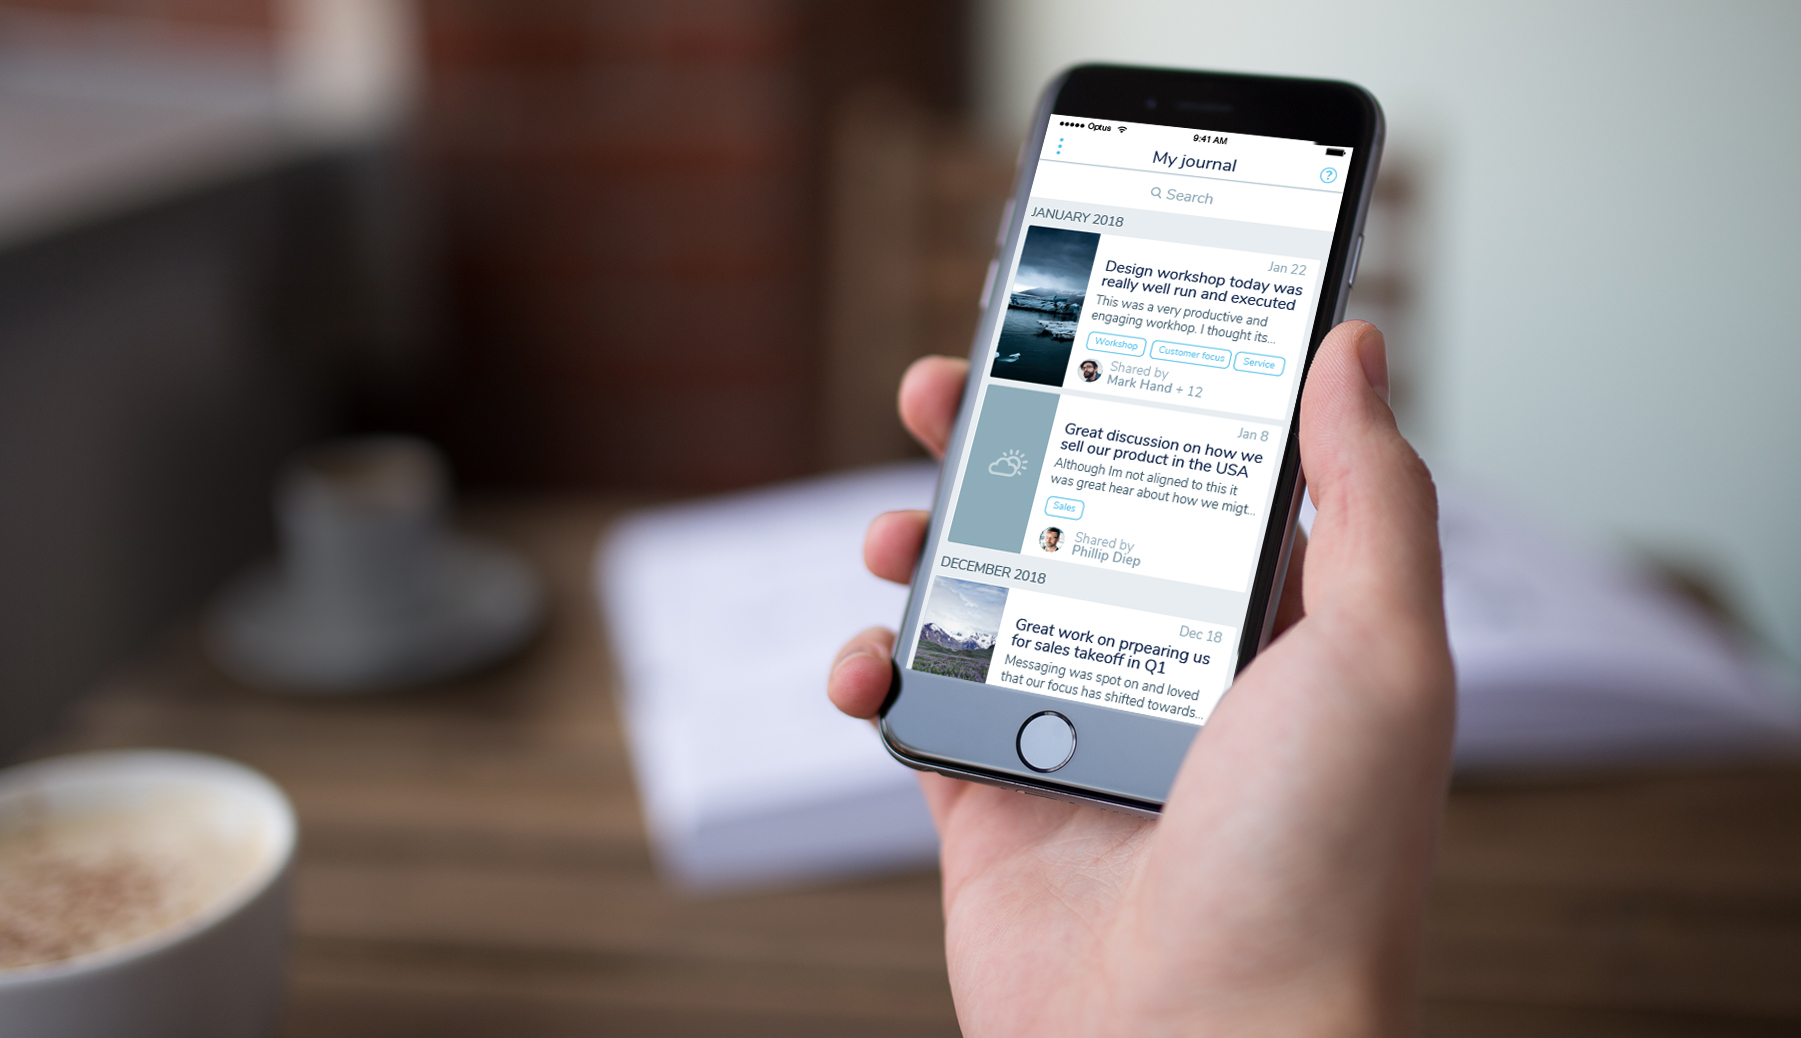 Optus 9:41 AM
My journal
?
Search
JANUARY 2018
Jan 22
Design workshop today was
really well run and executed
This was a very productive and
engaging workhop. I thought its...
Workshop Customer focus Service
Shared by
Mark Hand + 12
Jan 8
Great discussion on how we
sell our product in the USA
Although Im not aligned to this it
was great hear about how we migt...
Sales
Shared by
Phillip Diep
DECEMBER 2018
Dec 18
Great work on prpearing us
for sales takeoff in Q1
Messaging was spot on and loved
that our focus has shifted towards...